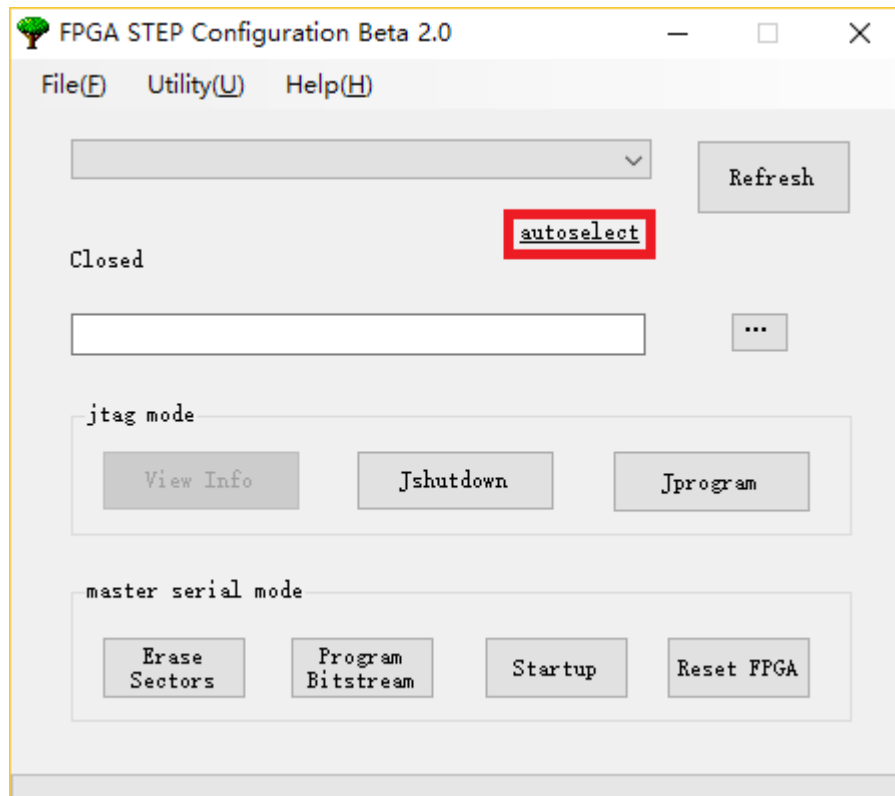 FPGA STEP Configuration Beta 2.0
File(F) Utility(U) Help(H)
Refresh
autoselect
Closed
...
jtag mode
View Info Jshutdown Jprogram
master serial mode
Erase Sectors
Program Bitstream
Startup
Reset FPGA